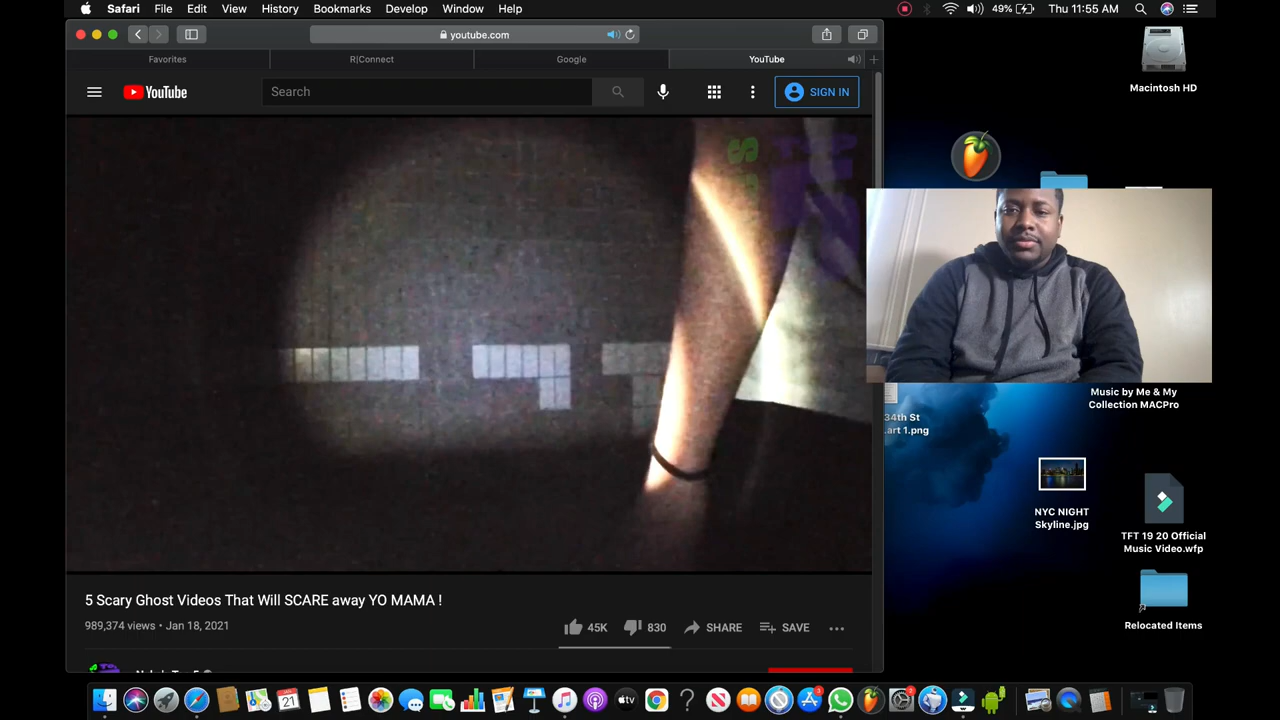 Safari File Edit View History Bookmarks Develop Window Help 49% Thu 11:55 AM
youtube.com
Favorites R|Connect Google YouTube
YouTube Search SIGN IN
Macintosh HD
Music by Me & My
Collection MACPro
34th St
.art 1.png
NYC NIGHT
Skyline.jpg
TFT 19 20 Official
Music Video.wfp
5 Scary Ghost Videos That Will SCARE away YO MAMA !
989,374 views • Jan 18, 2021
45K 830 SHARE SAVE
Relocated Items
21